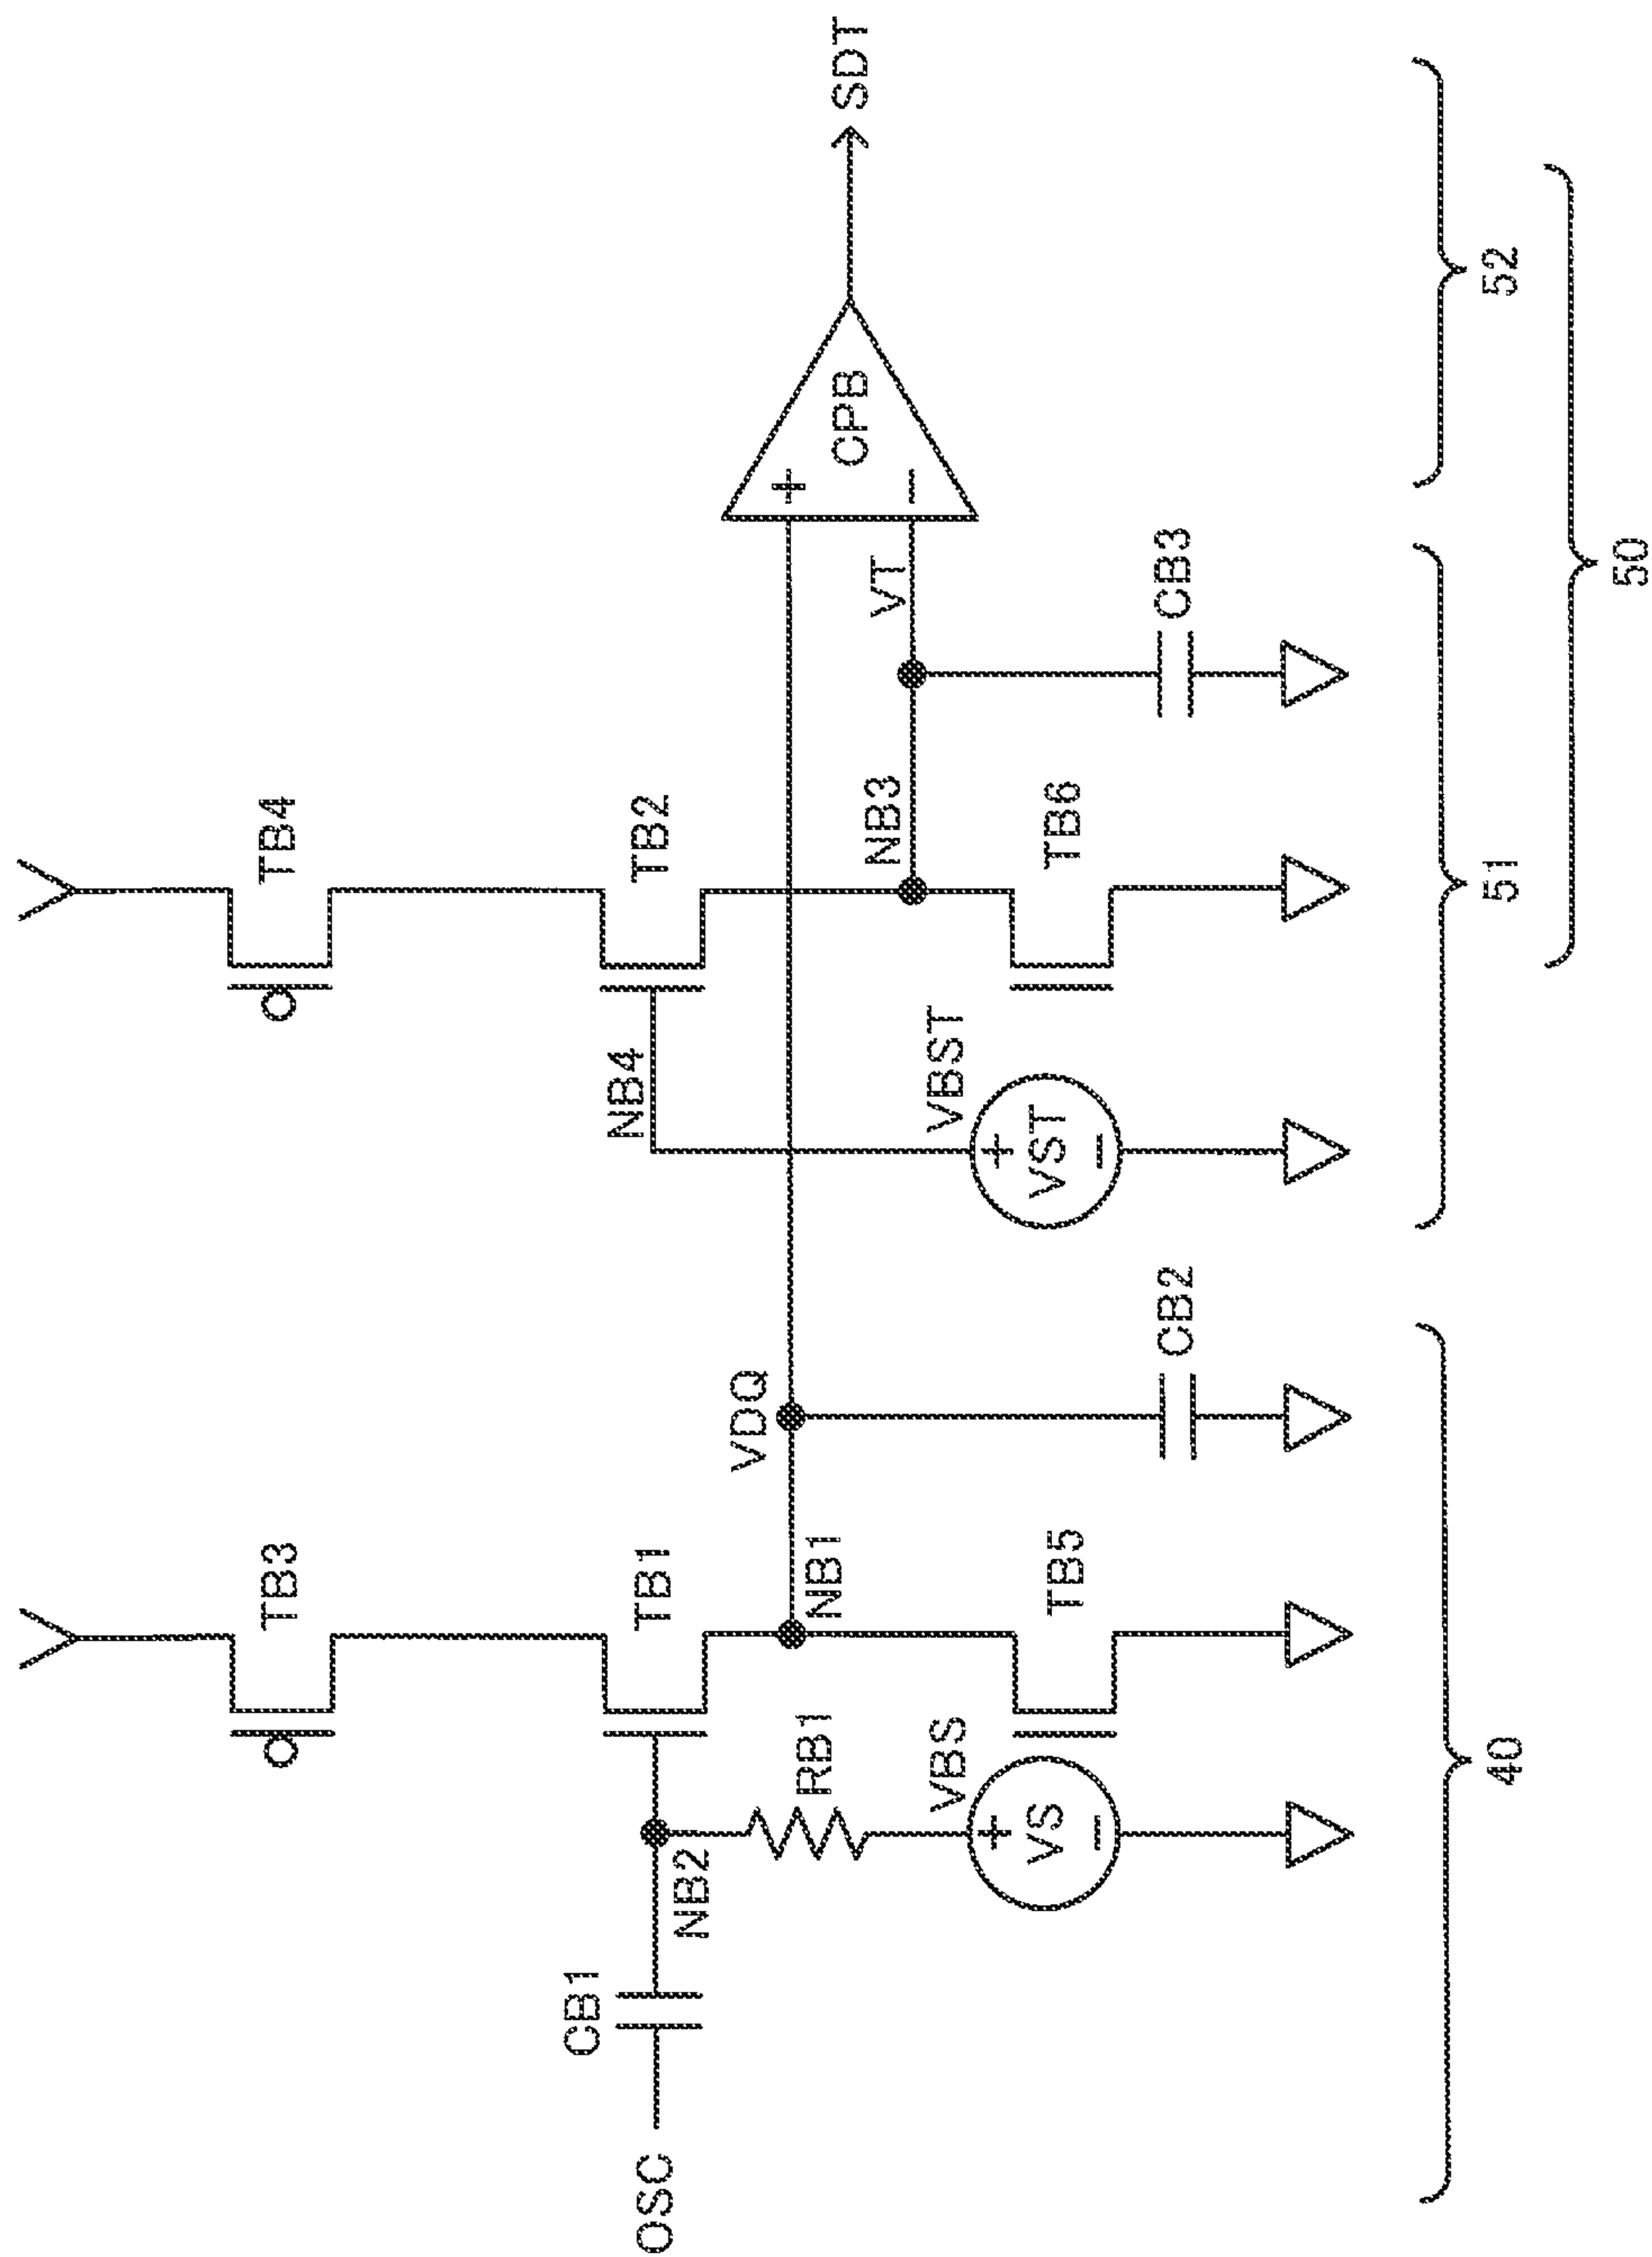 TB3
TB4
TB1
TB2
NB4
CB1
OSC
NB2
RB1
NB1
VDQ
NB3
VT
+
−
CPB
SDT
VBS
+
VS
−
TB5
CB2
VBST
+
VST
−
TB6
CB3
40
51
52
50